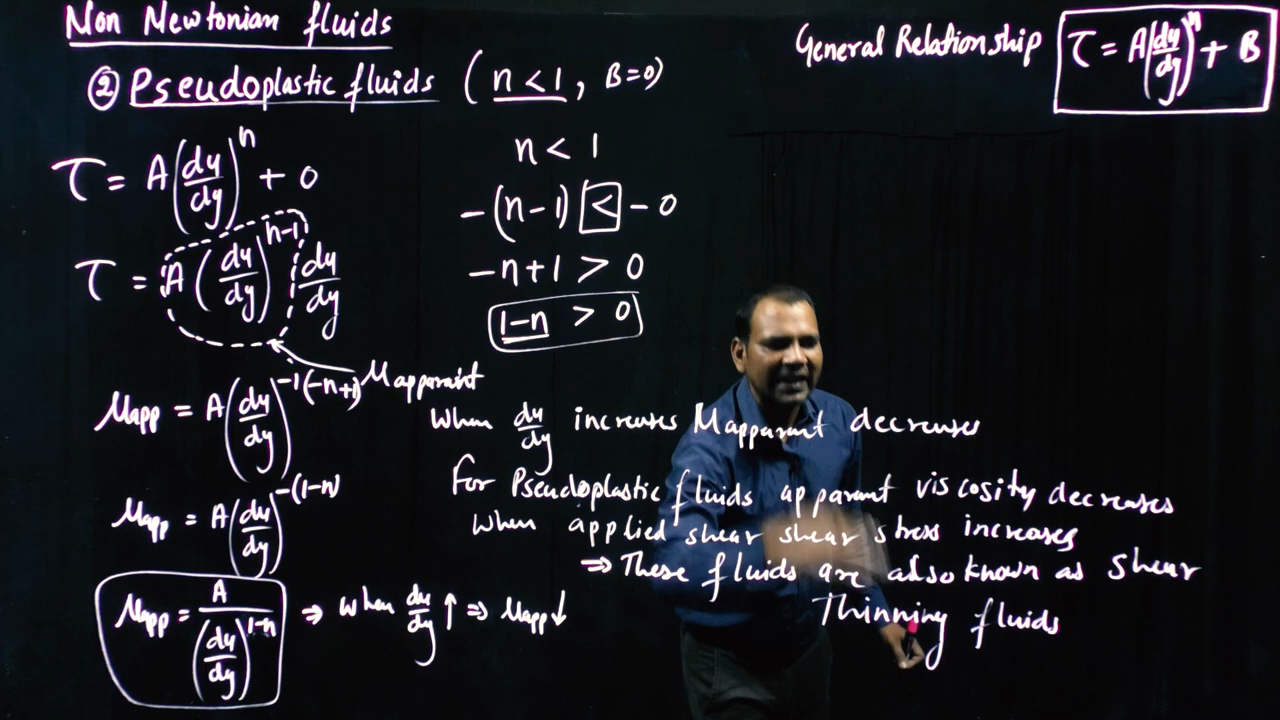 Non Newtonian fluids
General Relationship τ = A(du/dy)^n + B
② Pseudoplastic fluids (n < 1, B=0)
τ = A(du/dy)^n + 0
n < 1
-(n-1) < - 0
τ = A(du/dy)^(n-1) du/dy
-n+1 > 0
1-n > 0
μapparaint
μapp = A(du/dy)^-1(-n+1)
When du/dy increases μapparant decreases
For Pseudoplastic fluids apparant viscosity decreases
μapp = A(du/dy)^-(1-n)
when applied shear shear stress increases
⇒ These fluids are also known as shear
Thinning fluids
μapp = A/(du/dy)^(1-n) ⇒ when du/dy ↑ ⇒ μapp ↓